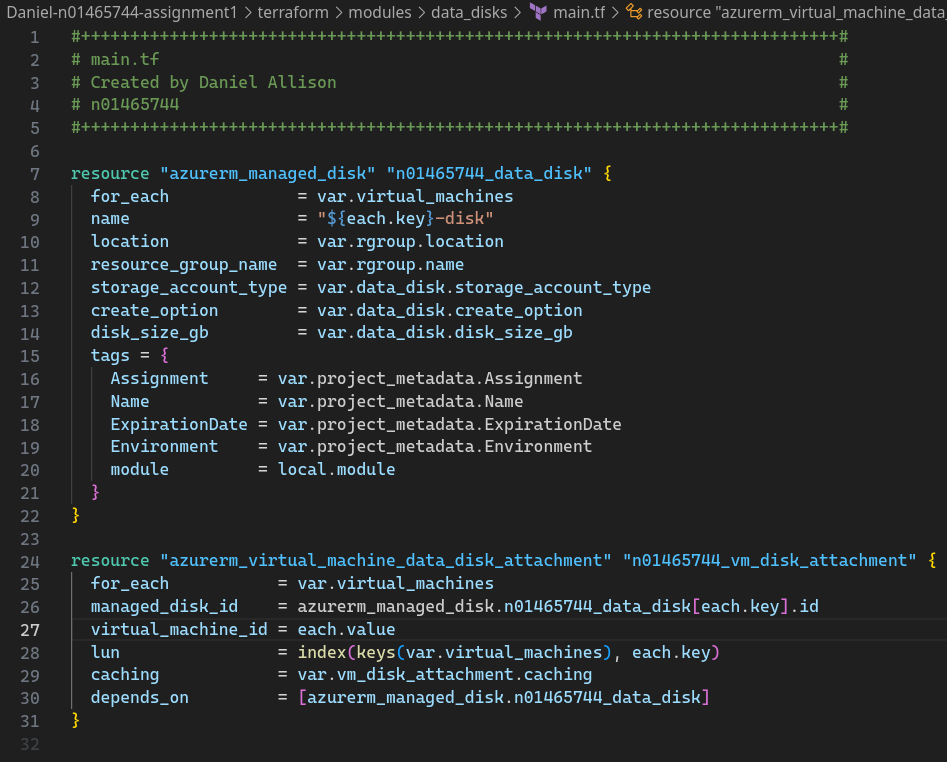 Daniel-n01465744-assignment1 > terraform > modules > data_disks > main.tf > resource "azurerm_virtual_machine_data_
1 #+++++++++++++++++++++++++++++++++++++++++++++++++++++++++++++++++++++++++++++#
2 # main.tf #
3 # Created by Daniel Allison #
4 # n01465744 #
5 #+++++++++++++++++++++++++++++++++++++++++++++++++++++++++++++++++++++++++++++#
6
7 resource "azurerm_managed_disk" "n01465744_data_disk" {
8 for_each = var.virtual_machines
9 name = "${each.key}-disk"
10 location = var.rgroup.location
11 resource_group_name = var.rgroup.name
12 storage_account_type = var.data_disk.storage_account_type
13 create_option = var.data_disk.create_option
14 disk_size_gb = var.data_disk.disk_size_gb
15 tags = {
16 Assignment = var.project_metadata.Assignment
17 Name = var.project_metadata.Name
18 ExpirationDate = var.project_metadata.ExpirationDate
19 Environment = var.project_metadata.Environment
20 module = local.module
21 }
22 }
23
24 resource "azurerm_virtual_machine_data_disk_attachment" "n01465744_vm_disk_attachment" {
25 for_each = var.virtual_machines
26 managed_disk_id = azurerm_managed_disk.n01465744_data_disk[each.key].id
27 virtual_machine_id = each.value
28 lun = index(keys(var.virtual_machines), each.key)
29 caching = var.vm_disk_attachment.caching
30 depends_on = [azurerm_managed_disk.n01465744_data_disk]
31 }
32